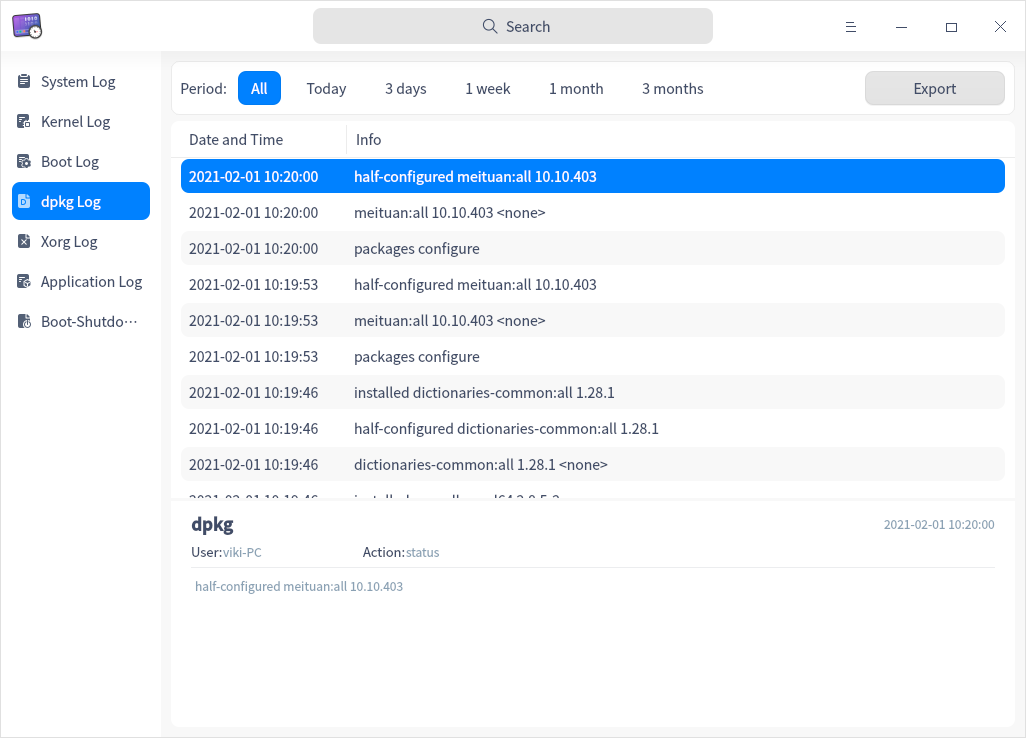 Search
System Log
Kernel Log
Boot Log
dpkg Log
Xorg Log
Application Log
Boot-Shutdo···
Period: All Today 3 days 1 week 1 month 3 months Export
Date and Time Info
2021-02-01 10:20:00 half-configured meituan:all 10.10.403
2021-02-01 10:20:00 meituan:all 10.10.403 <none>
2021-02-01 10:20:00 packages configure
2021-02-01 10:19:53 half-configured meituan:all 10.10.403
2021-02-01 10:19:53 meituan:all 10.10.403 <none>
2021-02-01 10:19:53 packages configure
2021-02-01 10:19:46 installed dictionaries-common:all 1.28.1
2021-02-01 10:19:46 half-configured dictionaries-common:all 1.28.1
2021-02-01 10:19:46 dictionaries-common:all 1.28.1 <none>
2021-02-01 10:19:46 installed
dpkg 2021-02-01 10:20:00
User:viki-PC Action:status
half-configured meituan:all 10.10.403